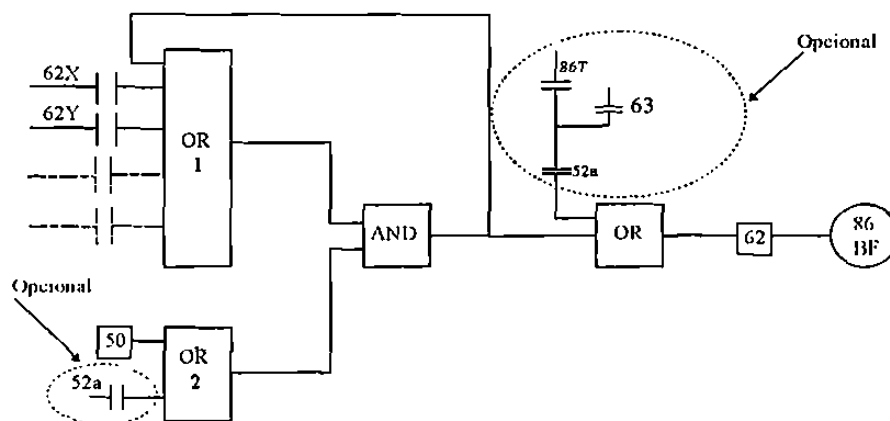 Opcional
86T
63
62X
62Y
OR
1
52a
AND
OR
62
86
BF
Opcional
50
OR
2
52a